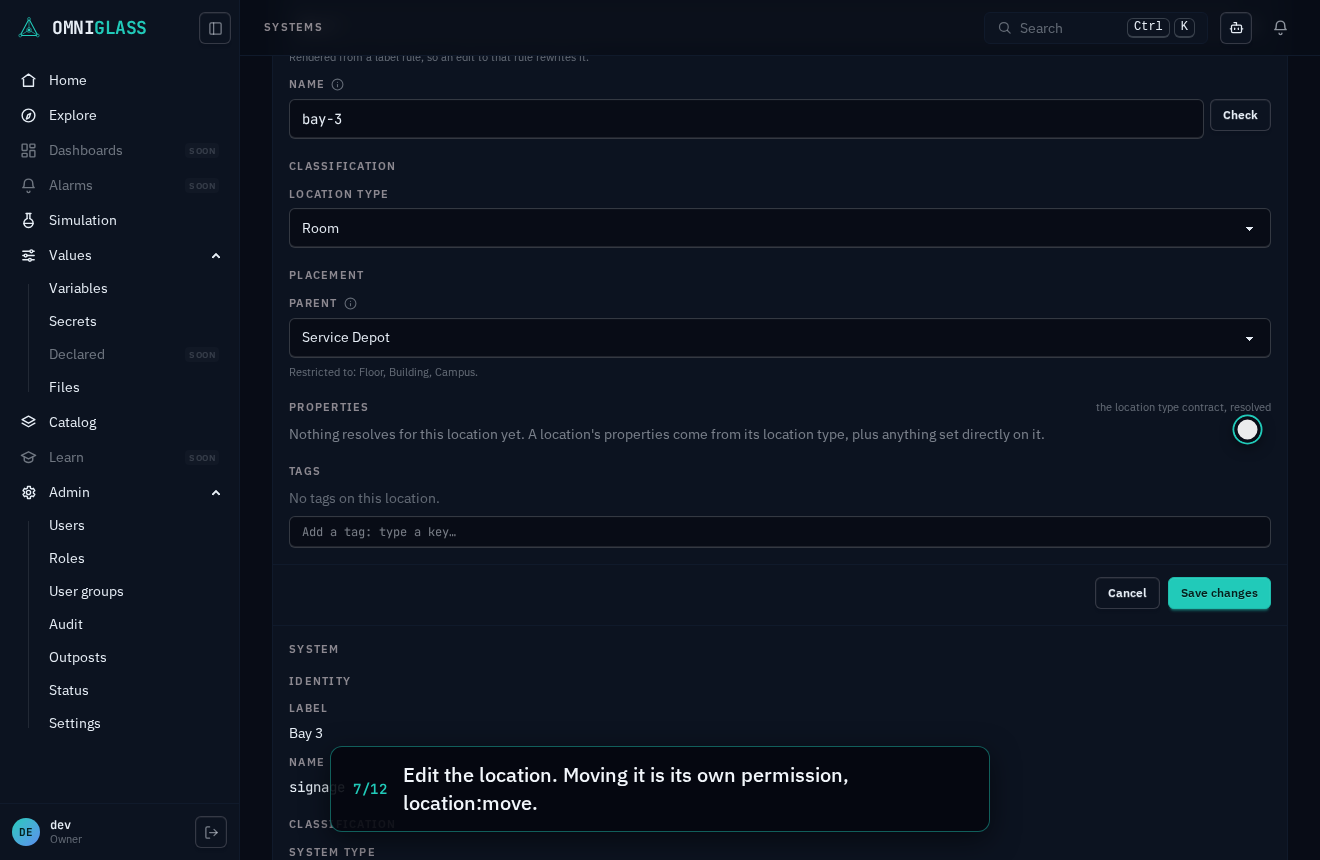 OMNIGLASS
SYSTEMS
Search
Ctrl
K
Home
Explore
Dashboards
SOON
Alarms
SOON
Simulation
Values
Variables
Secrets
Declared
SOON
Files
Catalog
Learn
SOON
Admin
Users
Roles
User groups
Audit
Outposts
Status
Settings
DE
dev
Owner
Rendered from a label rule, so an edit to that rule rewrites it.
NAME
bay-3
Check
CLASSIFICATION
LOCATION TYPE
Room
PLACEMENT
PARENT
Service Depot
Restricted to: Floor, Building, Campus.
PROPERTIES
the location type contract, resolved
Nothing resolves for this location yet. A location's properties come from its location type, plus anything set directly on it.
TAGS
No tags on this location.
Add a tag: type a key…
Cancel
Save changes
SYSTEM
IDENTITY
LABEL
Bay 3
NAME
signage
7/12
Edit the location. Moving it is its own permission,
location:move.
CLASSIFICATION
SYSTEM TYPE